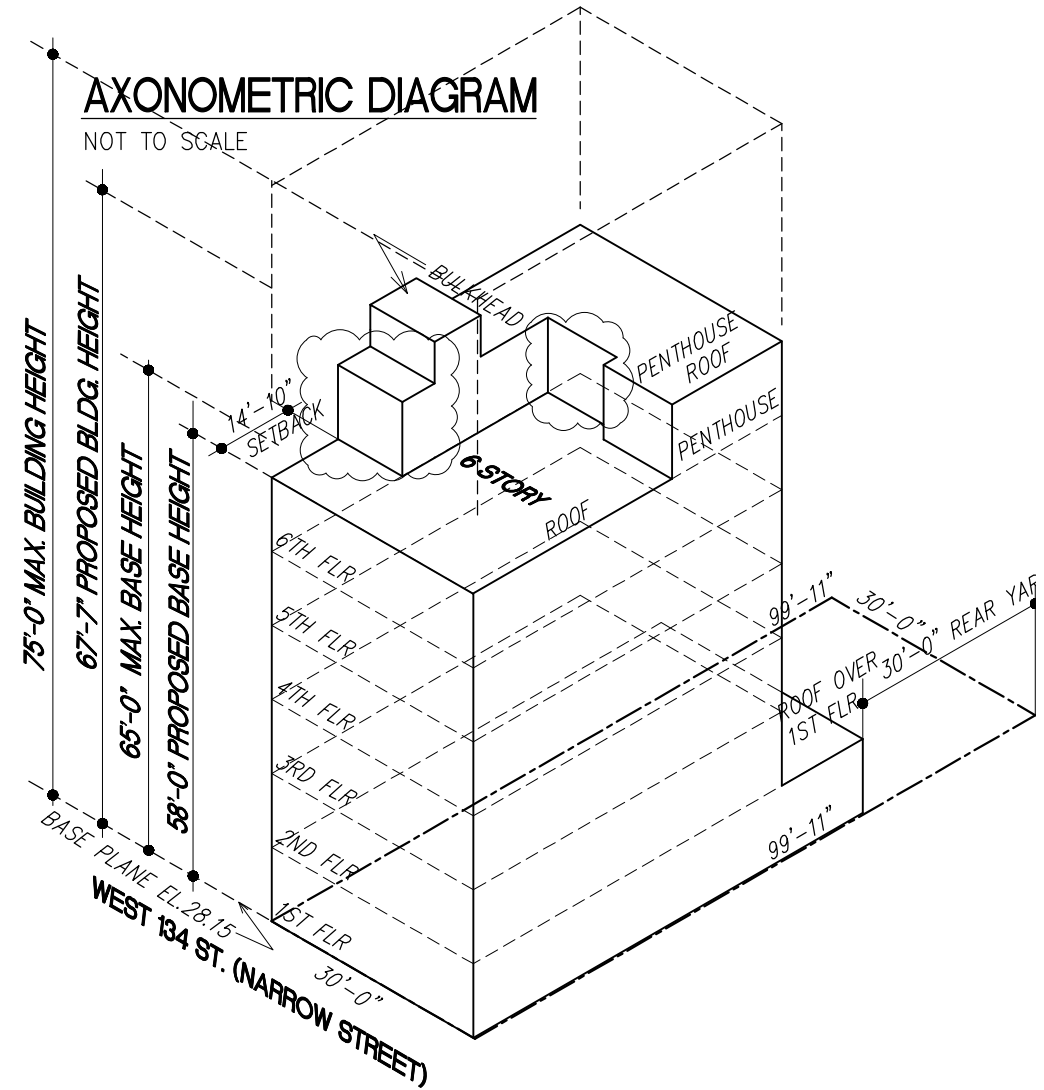 AXONOMETRIC DIAGRAM
NOT TO SCALE
75'-0" MAX. BUILDING HEIGHT
67'-7" PROPOSED BLDG. HEIGHT
65'-0" MAX. BASE HEIGHT
58'-0" PROPOSED BASE HEIGHT
14'-10"
SETBACK
BULKHEAD
PENTHOUSE
ROOF
PENTHOUSE
6 STORY
ROOF
6TH FLR
5TH FLR
4TH FLR
3RD FLR
2ND FLR
1ST FLR
99'-11"
30'-0"
30'-0" REAR YAR
ROOF OVER
1ST FLR
99'-11"
30'-0"
BASE PLANE EL.28.15
WEST 134 ST. (NARROW STREET)